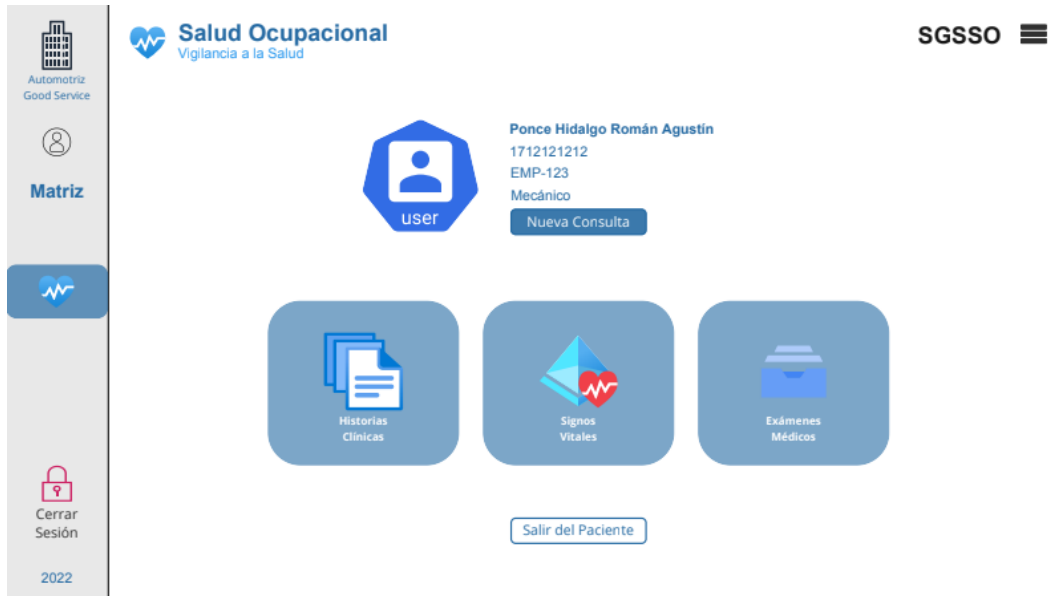 Automotriz
Good Service
Matriz
Cerrar
Sesión
2022
Salud Ocupacional
Vigilancia a la Salud
SGSSO
user
Ponce Hidalgo Román Agustín
1712121212
EMP-123
Mecánico
Nueva Consulta
Historias
Clínicas
Signos
Vitales
Exámenes
Médicos
Salir del Paciente